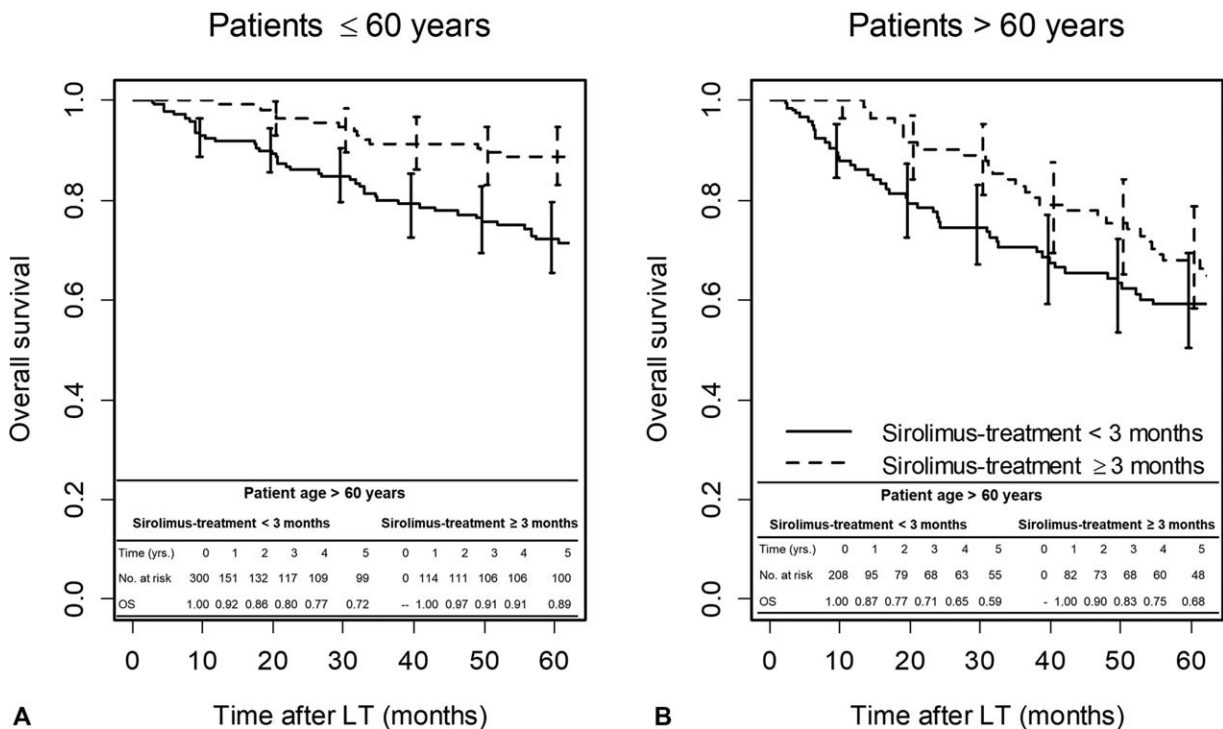 Patients ≤ 60 years
Overall survival
1.0
0.8
0.6
0.4
0.2
0.0
Patient age > 60 years
Sirolimus-treatment < 3 months Sirolimus-treatment ≥ 3 months
Time (yrs.) 0 1 2 3 4 5 0 1 2 3 4 5
No. at risk 300 151 132 117 109 99 0 114 111 106 106 100
OS 1.00 0.92 0.86 0.80 0.77 0.72 -- 1.00 0.97 0.91 0.91 0.89
0 10 20 30 40 50 60
A Time after LT (months)
Patients > 60 years
Overall survival
1.0
0.8
0.6
0.4
0.2
0.0
Sirolimus-treatment < 3 months
Sirolimus-treatment ≥ 3 months
Patient age > 60 years
Sirolimus-treatment < 3 months Sirolimus-treatment ≥ 3 months
Time (yrs.) 0 1 2 3 4 5 0 1 2 3 4 5
No. at risk 208 95 79 68 63 55 0 82 73 68 60 48
OS 1.00 0.87 0.77 0.71 0.65 0.59 - 1.00 0.90 0.83 0.75 0.68
0 10 20 30 40 50 60
B Time after LT (months)